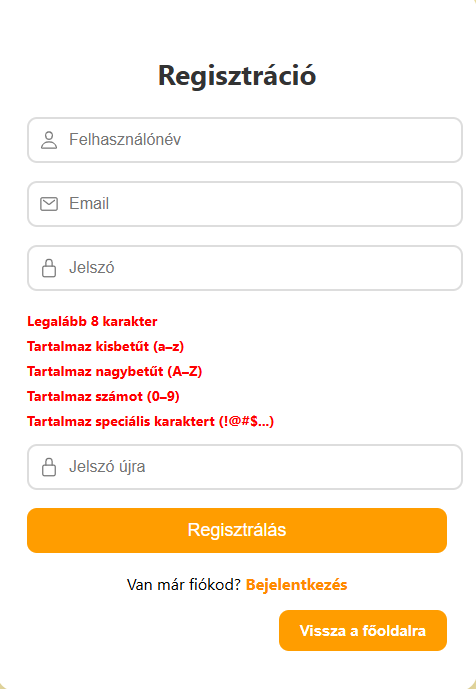 Regisztráció
Felhasználónév
Email
Jelszó
Legalább 8 karakter
Tartalmaz kisbetűt (a–z)
Tartalmaz nagybetűt (A–Z)
Tartalmaz számot (0–9)
Tartalmaz speciális karaktert (!@#$...)
Jelszó újra
Regisztrálás
Van már fiókod? Bejelentkezés
Vissza a főoldalra